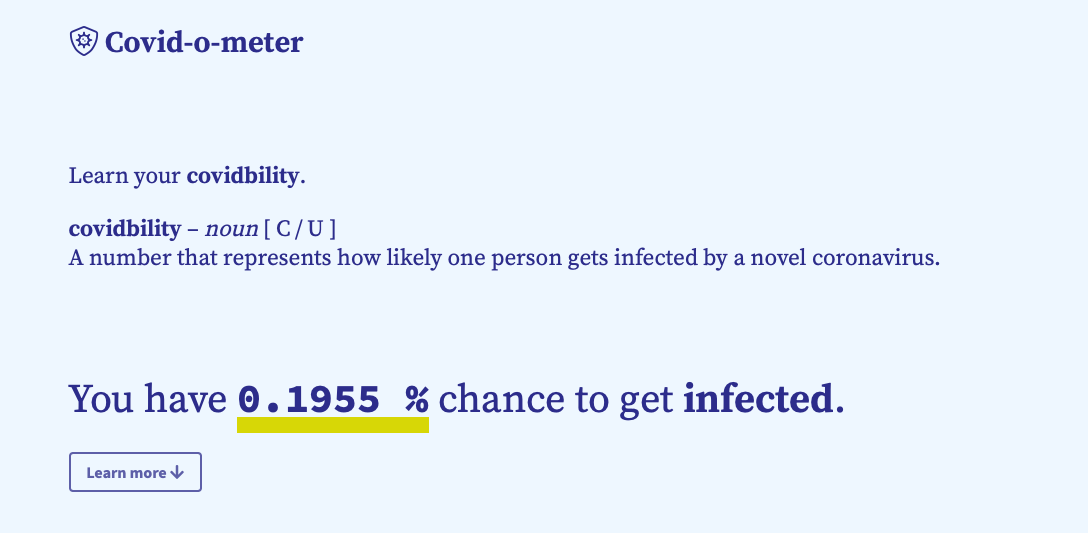 Covid-o-meter
Learn your covidbility.
covidbility – noun [ C / U ]
A number that represents how likely one person gets infected by a novel coronavirus.
You have 0.1955 % chance to get infected.
Learn more ↓